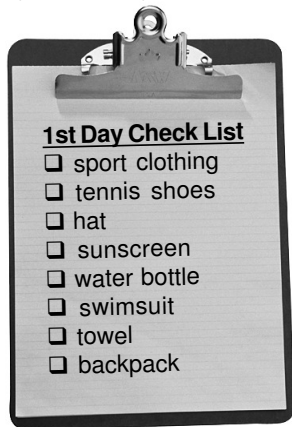 1st Day Check List
❑ sport clothing
❑ tennis shoes
❑ hat
❑ sunscreen
❑ water bottle
❑ swimsuit
❑ towel
❑ backpack